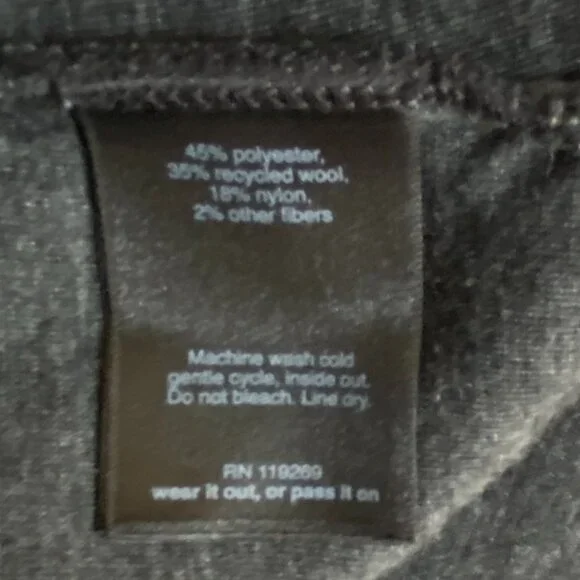 45% polyester,
35% recycled wool,
18% nylon,
2% other fibers
Machine wash cold
gentle cycle, inside out.
Do not bleach. Line dry.
RN 119269
wear it out, or pass it on